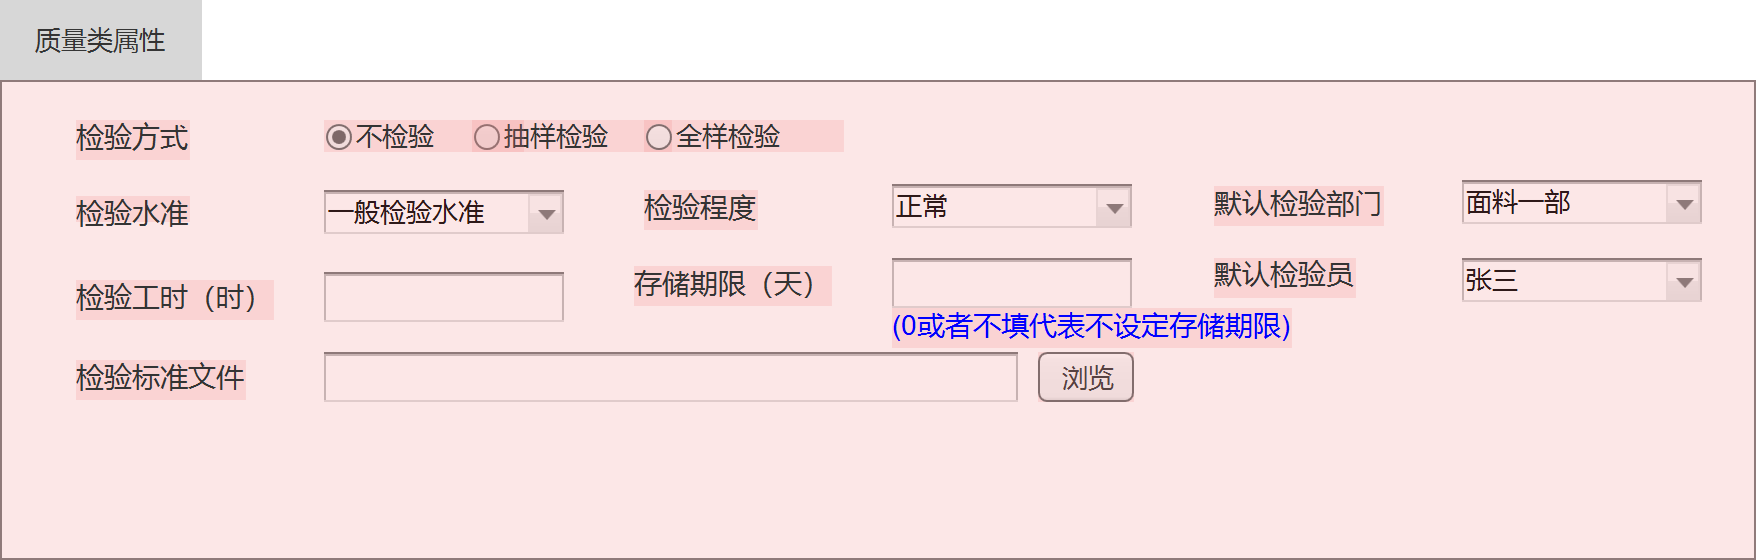 质量类属性
检验方式 不检验 抽样检验 全样检验
检验水准 一般检验水准 检验程度 正常 默认检验部门 面料一部
检验工时（时） 存储期限（天） 默认检验员 张三
(0或者不填代表不设定存储期限)
检验标准文件 浏览